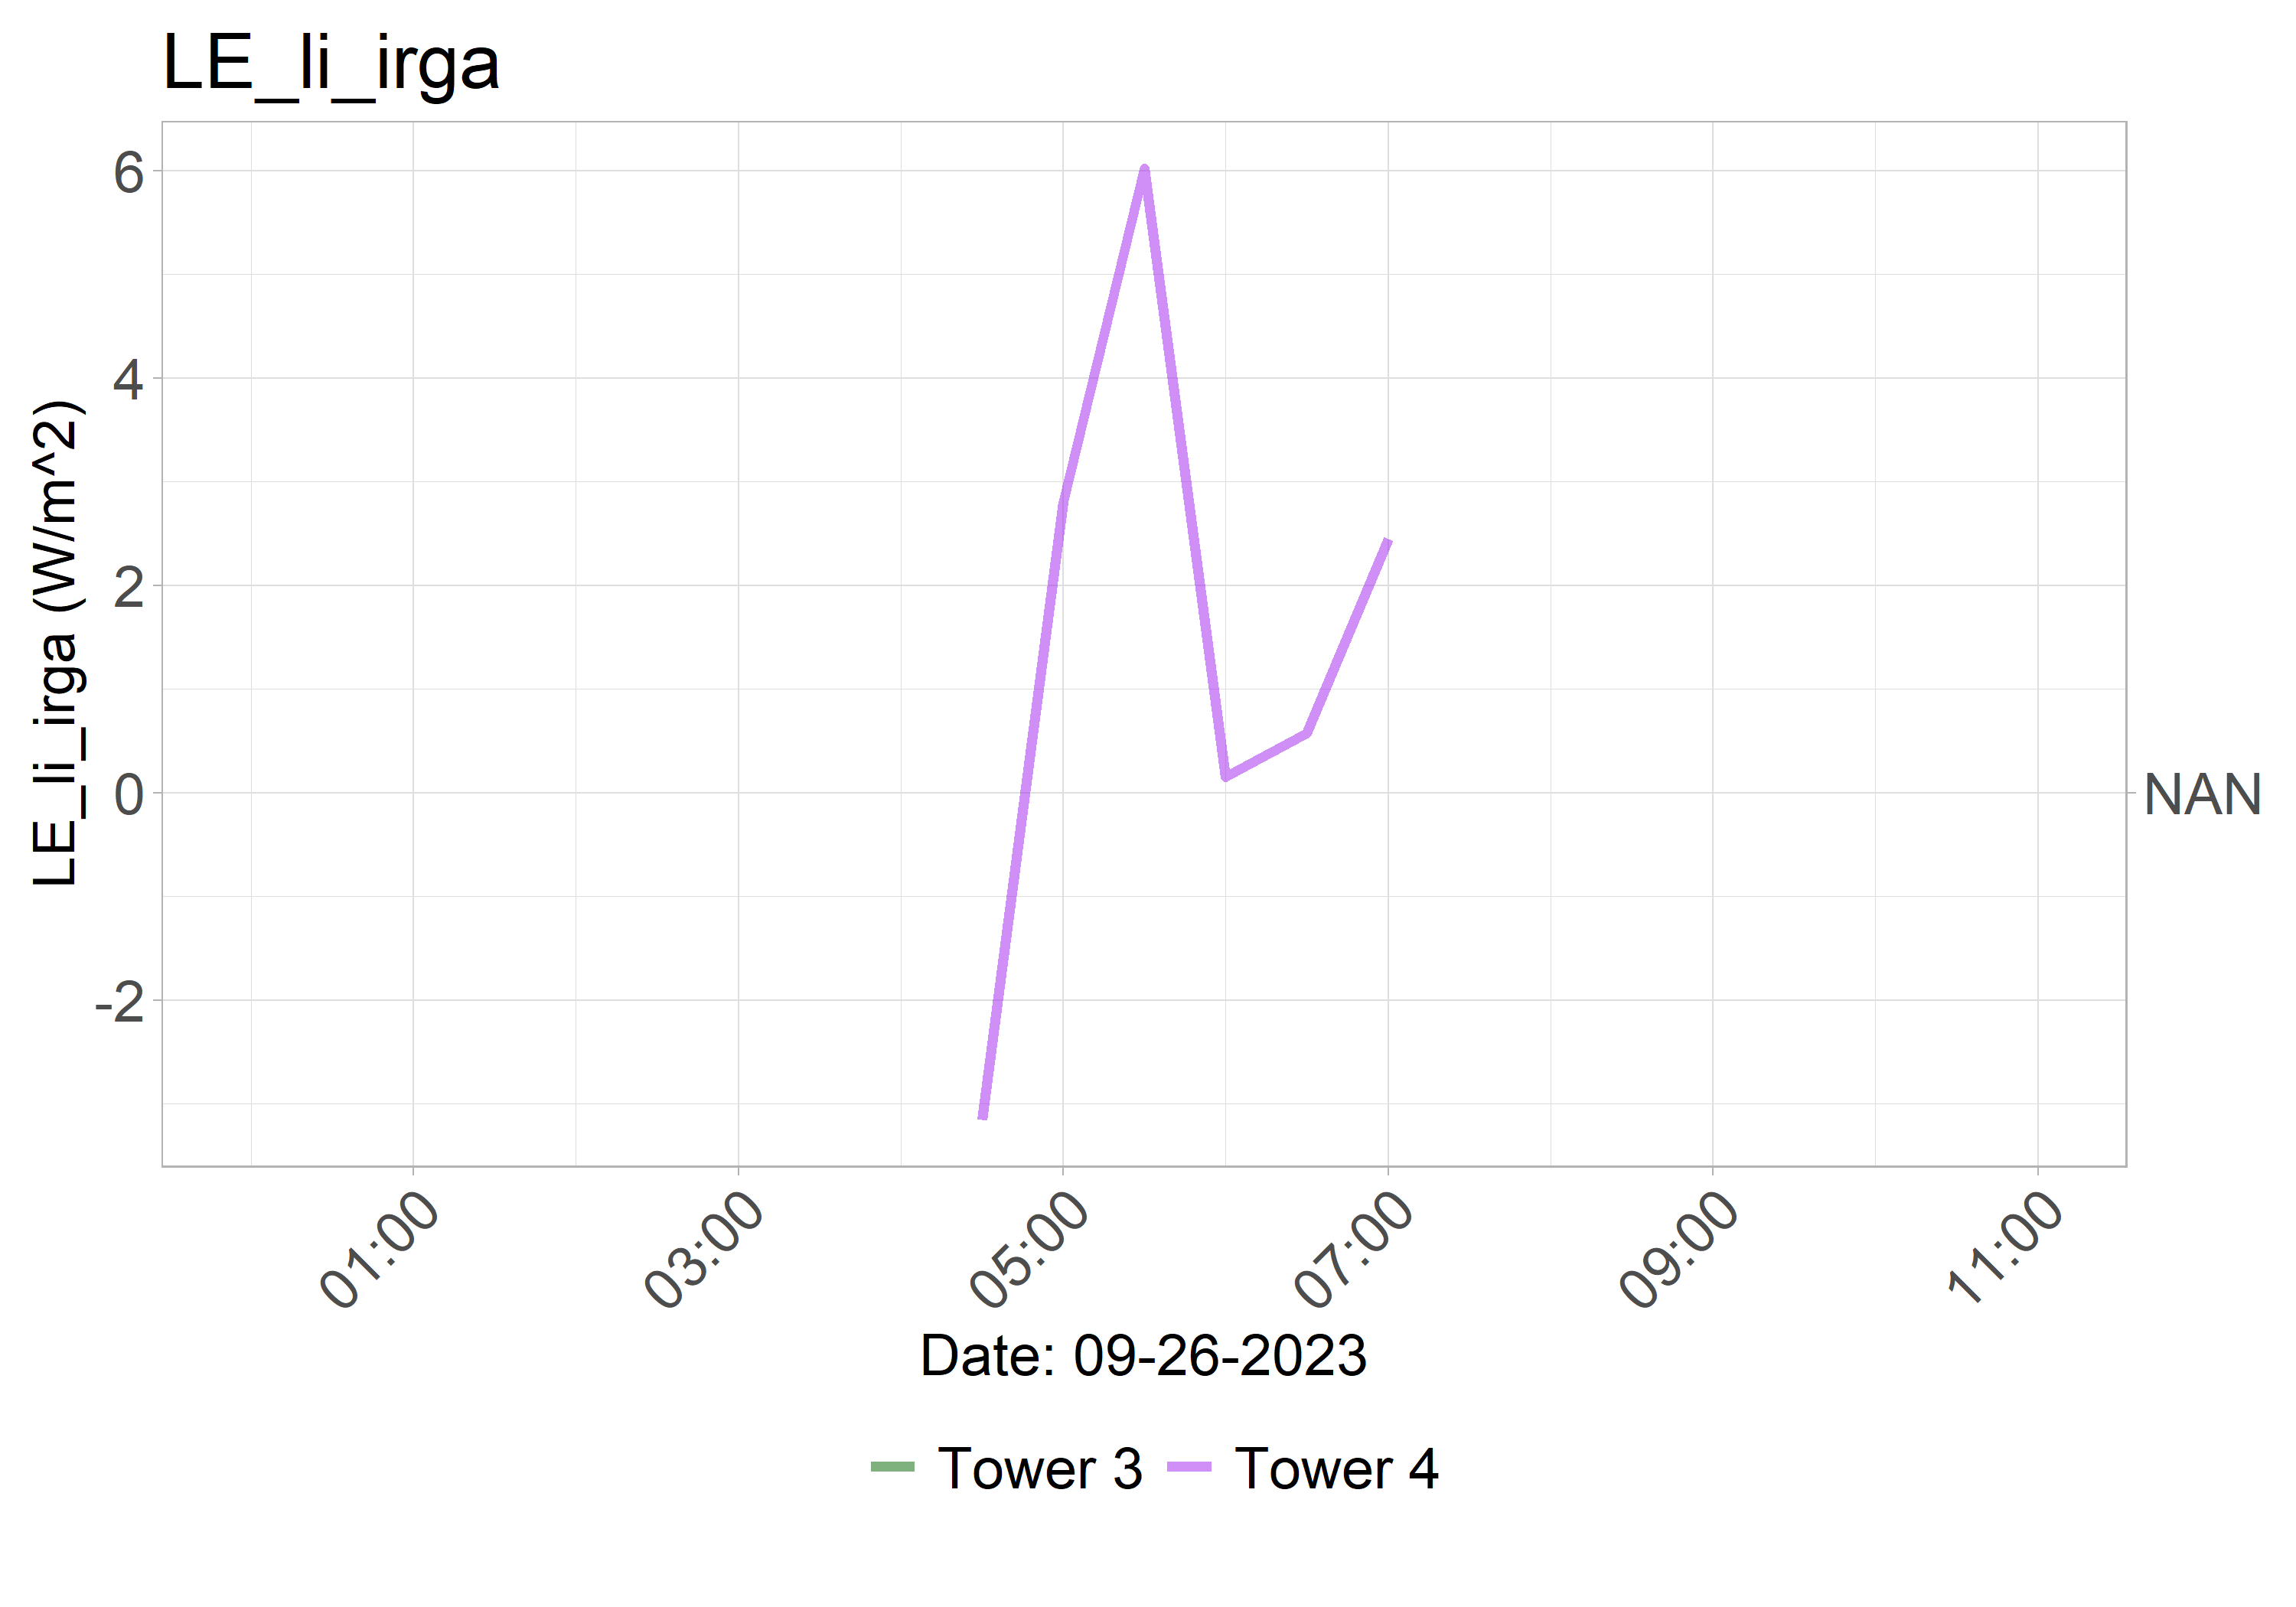 LE_li_irga
LE_li_irga (W/m^2)
6
4
2
0
-2
NAN
01:00
03:00
05:00
07:00
09:00
11:00
Date: 09-26-2023
Tower 3
Tower 4